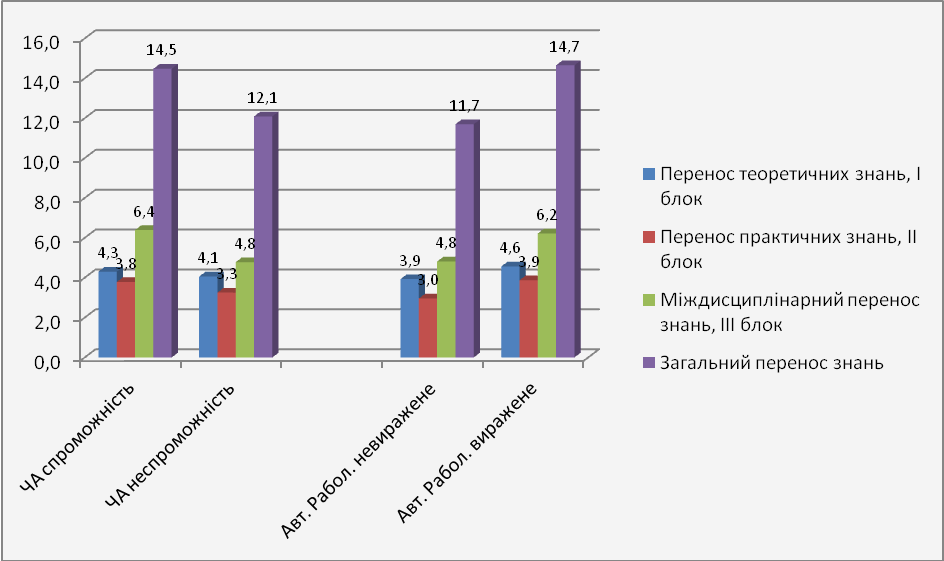 16,0
14,0
12,0
10,0
8,0
6,0
4,0
2,0
0,0
4,3
3,8
6,4
14,5
4,1
3,3
4,8
12,1
3,9
3,0
4,8
11,7
4,6
3,9
6,2
14,7
ЧА спроможність
ЧА неспроможність
Авт. Рабол. невиражене
Авт. Рабол. виражене
Перенос теоретичних знань, І
блок
Перенос практичних знань, ІІ
блок
Міждисциплінарний перенос
знань, ІІІ блок
Загальний перенос знань